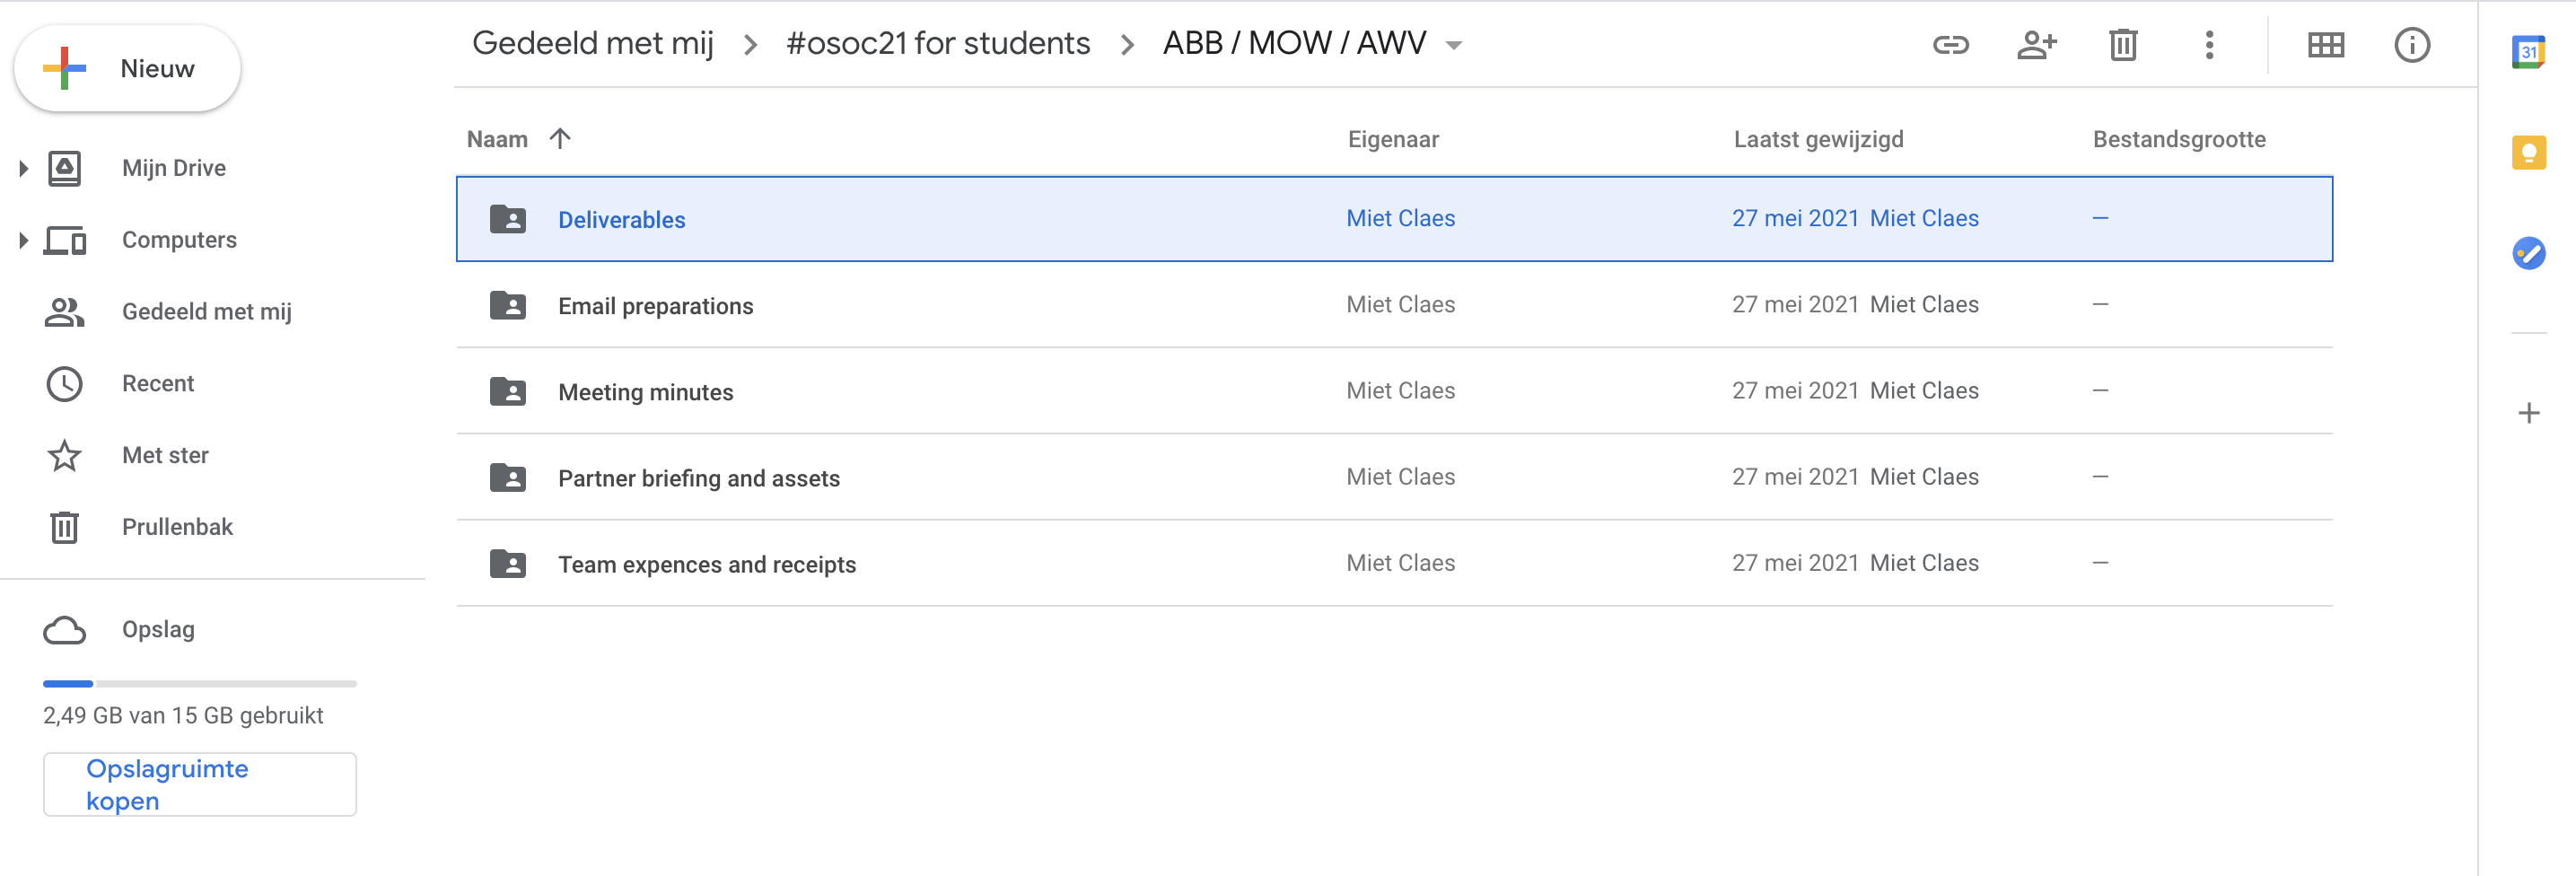 Nieuw
Mijn Drive
Computers
Gedeeld met mij
Recent
Met ster
Prullenbak
Opslag
2,49 GB van 15 GB gebruikt
Opslagruimte
kopen
Gedeeld met mij > #osoc21 for students > ABB / MOW / AWV
Naam Eigenaar Laatst gewijzigd Bestandsgrootte
Deliverables Miet Claes 27 mei 2021 Miet Claes —
Email preparations Miet Claes 27 mei 2021 Miet Claes —
Meeting minutes Miet Claes 27 mei 2021 Miet Claes —
Partner briefing and assets Miet Claes 27 mei 2021 Miet Claes —
Team expences and receipts Miet Claes 27 mei 2021 Miet Claes —
31